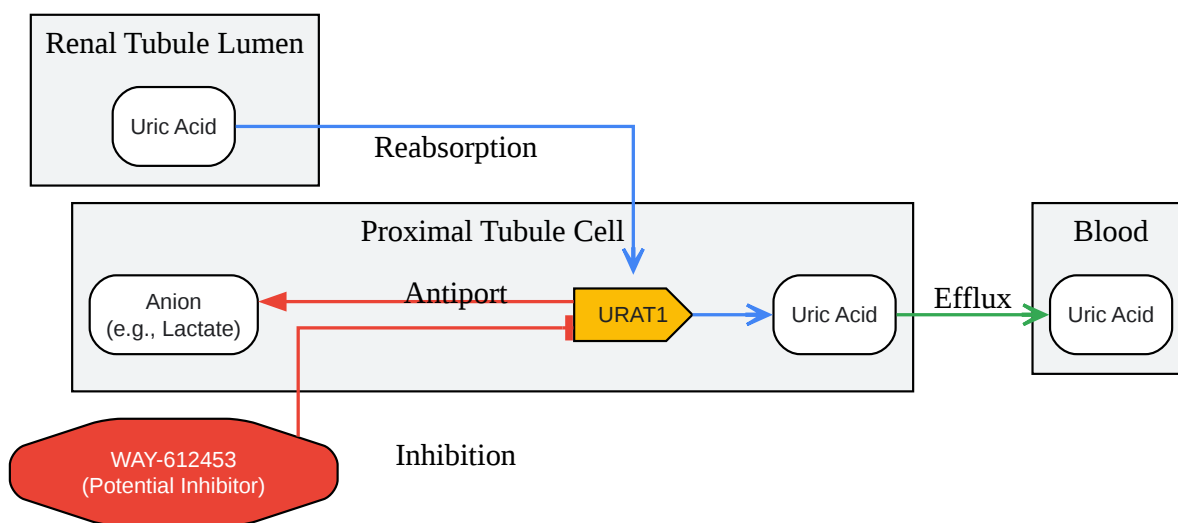 Renal Tubule Lumen
Uric Acid
Reabsorption
Proximal Tubule Cell
Blood
Anion
(e.g., Lactate)
Antiport
URAT1
Uric Acid
Efflux
Uric Acid
WAY-612453
(Potential Inhibitor)
Inhibition